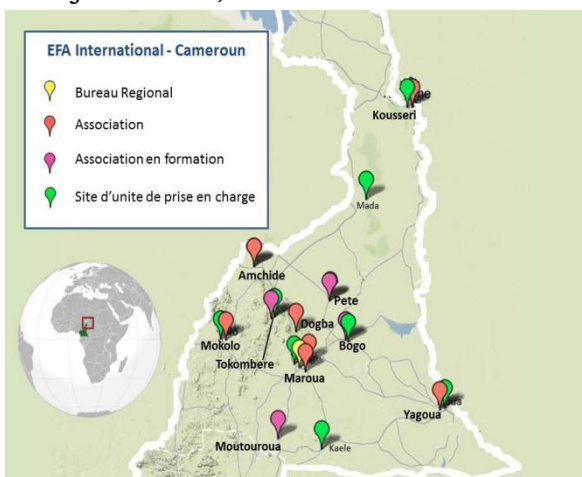 EFA International - Cameroun
Bureau Regional
Association
Association en formation
Site d'unite de prise en charge
Kousseri
Mada
Amchide
Pete
Dogba
Mokolo
Bogo
Tokombere
Maroua
Yagoua
Moutouroua
Kaele